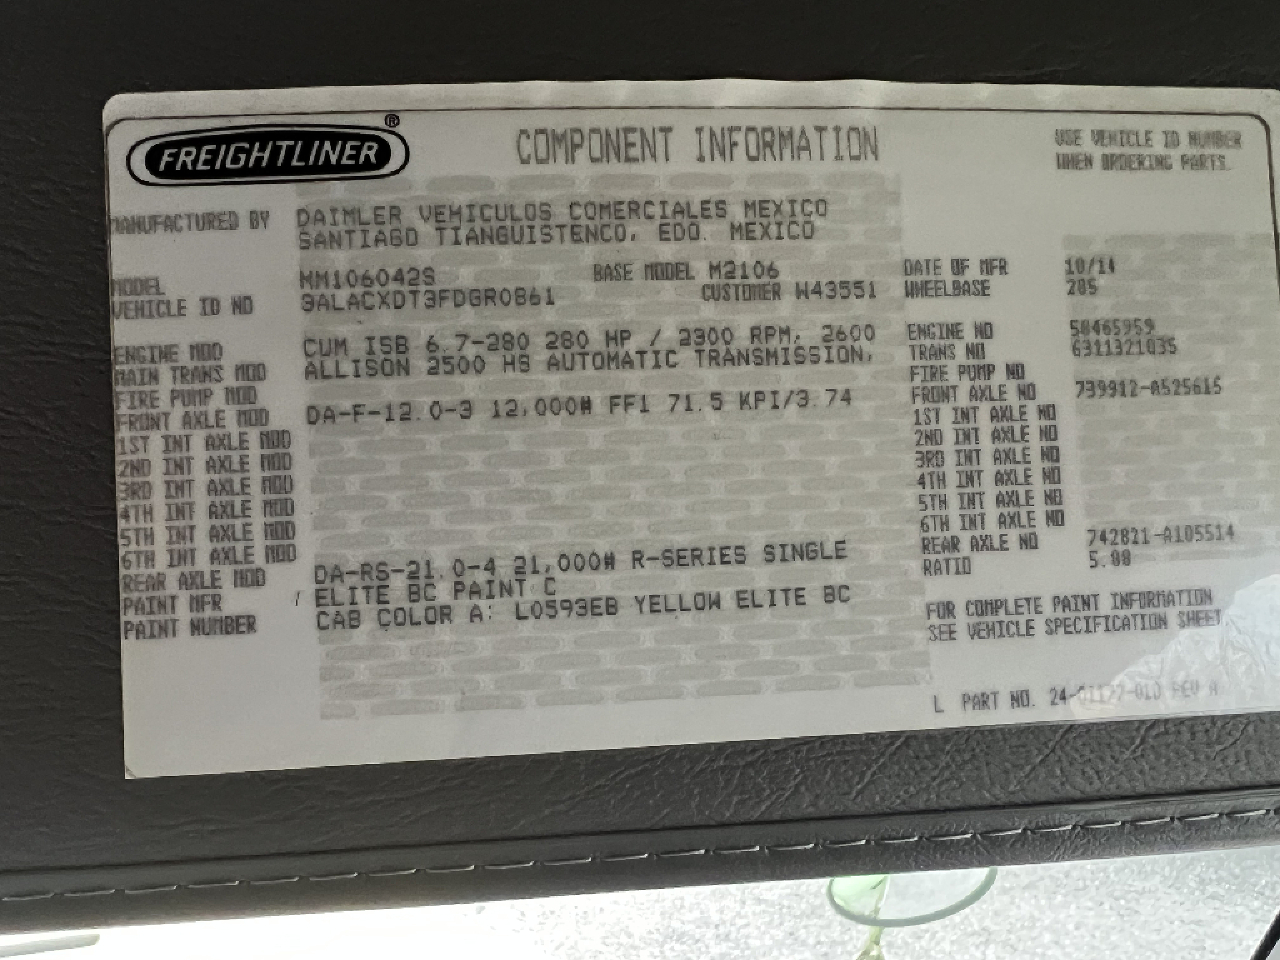 FREIGHTLINER®
COMPONENT INFORMATION
USE VEHICLE ID NUMBER
WHEN ORDERING PARTS.
MANUFACTURED BY DAIMLER VEHICULOS COMERCIALES MEXICO
SANTIAGO TIANGUISTENCO, EDO. MEXICO
MODEL MM106042S BASE MODEL M2106 DATE OF MFR 10/14
VEHICLE ID NO 3ALACXDT3FDGR0861 CUSTOMER W43551 WHEELBASE 205
ENGINE MOD CUM ISB 6.7-280 280 HP / 2300 RPM, 2600 ENGINE NO
MAIN TRANS MOD ALLISON 2500 HS AUTOMATIC TRANSMISSION, TRANS NO 6311321035
FIRE PUMP MOD FIRE PUMP NO
FRONT AXLE MOD DA-F-12.0-3 12,000# FF1 71.5 KPI/3.74 FRONT AXLE NO 739912-A525615
1ST INT AXLE MOD 1ST INT AXLE NO
2ND INT AXLE MOD 2ND INT AXLE NO
3RD INT AXLE MOD 3RD INT AXLE NO
4TH INT AXLE MOD 4TH INT AXLE NO
5TH INT AXLE MOD 5TH INT AXLE NO
6TH INT AXLE MOD 6TH INT AXLE NO
REAR AXLE MOD DA-RS-21.0-4 21,000# R-SERIES SINGLE REAR AXLE NO 742821-A105514
RATIO
PAINT MFR ELITE BC PAINT C
PAINT NUMBER CAB COLOR A: L0593EB YELLOW ELITE BC
FOR COMPLETE PAINT INFORMATION
SEE VEHICLE SPECIFICATION SHEET
L PART NO. REV A